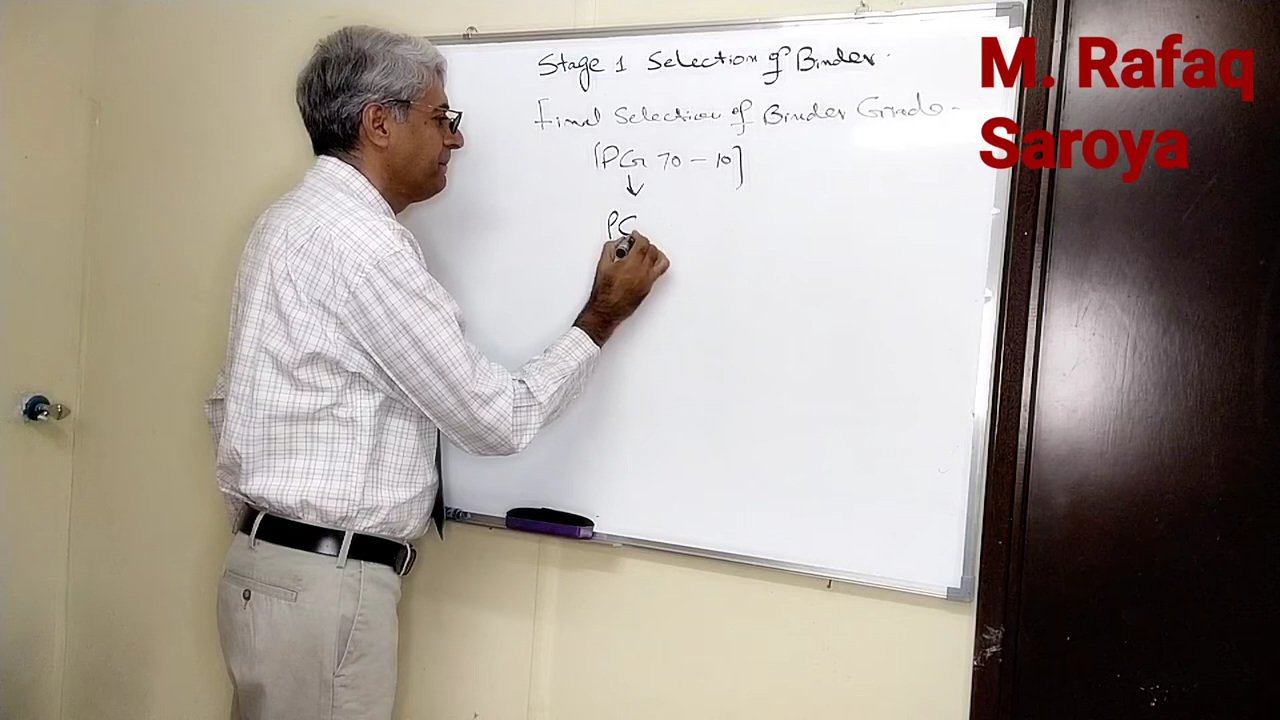 Stage 1 Selection of Binder.
Final Selection of Binder Grade.
[PG 70-10]
PG
M. Rafaq
Saroya